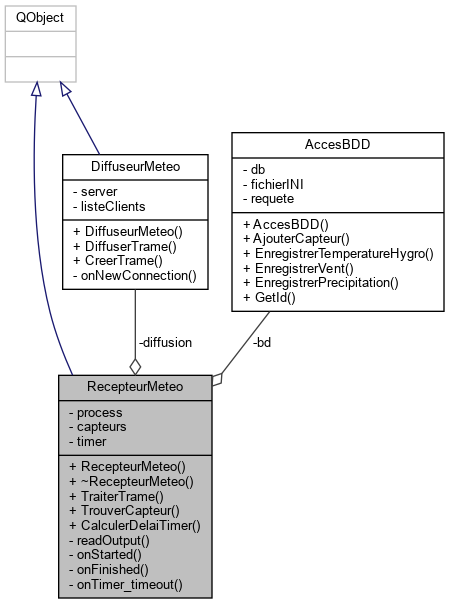 QObject
DiffuseurMeteo
- server
- listeClients
+ DiffuseurMeteo()
+ DiffuserTrame()
+ CreerTrame()
- onNewConnection()
AccesBDD
- db
- fichierINI
- requete
+ AccesBDD()
+ AjouterCapteur()
+ EnregistrerTemperatureHygro()
+ EnregistrerVent()
+ EnregistrerPrecipitation()
+ GetId()
-diffusion
-bd
RecepteurMeteo
- process
- capteurs
- timer
+ RecepteurMeteo()
+ ~RecepteurMeteo()
+ TraiterTrame()
+ TrouverCapteur()
+ CalculerDelaiTimer()
- readOutput()
- onStarted()
- onFinished()
- onTimer_timeout()